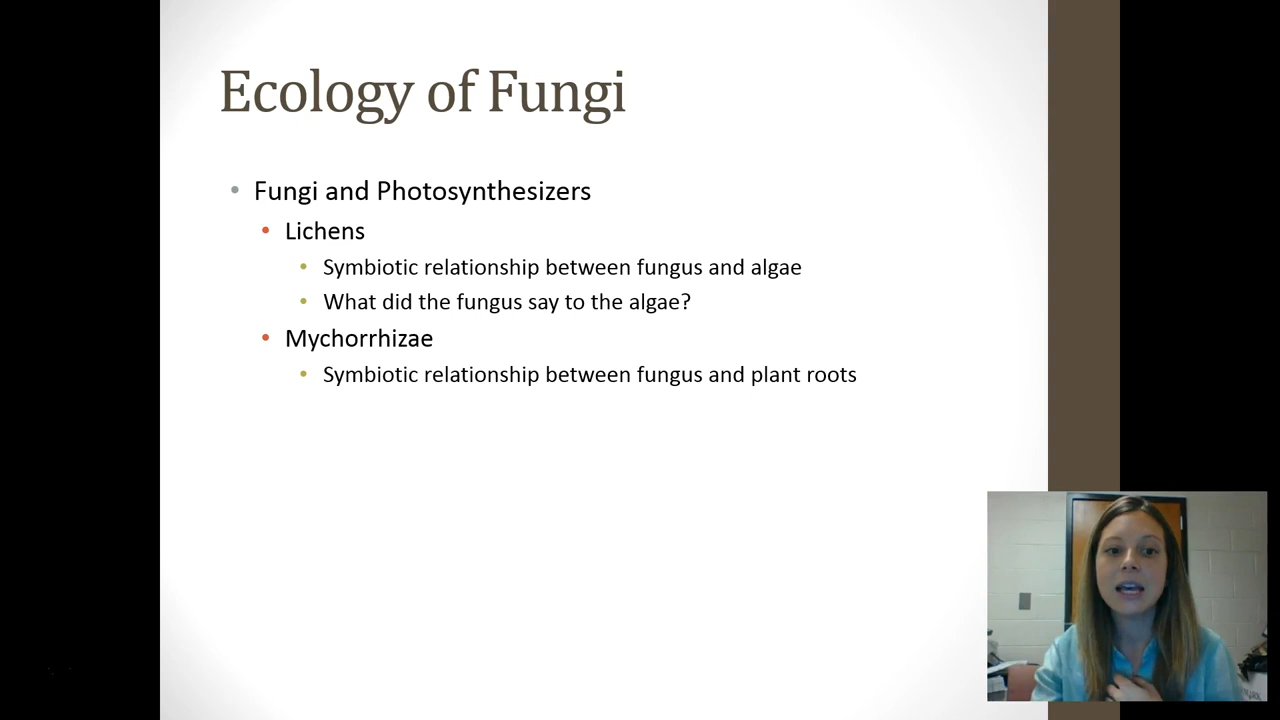 Ecology of Fungi
• Fungi and Photosynthesizers
• Lichens
• Symbiotic relationship between fungus and algae
• What did the fungus say to the algae?
• Mychorrhizae
• Symbiotic relationship between fungus and plant roots